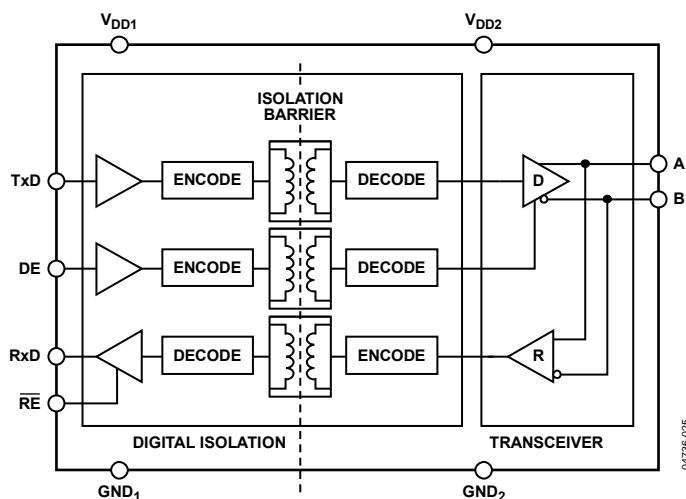 VDD1
VDD2
ISOLATION
BARRIER
TxD
ENCODE
DECODE
D
A
B
DE
ENCODE
DECODE
RxD
DECODE
ENCODE
R
RE
DIGITAL ISOLATION
TRANSCEIVER
GND1
GND2
04736-025